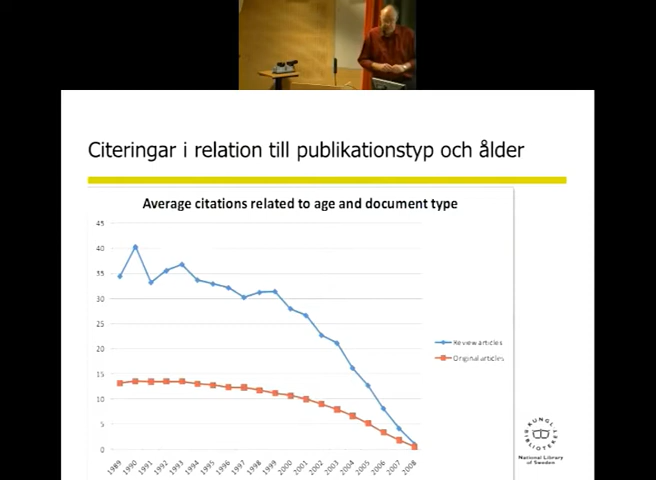 Citeringar i relation till publikationstyp och ålder
Average citations related to age and document type
45
40
35
30
25
20
15
10
5
0
Review articles
Original articles
1989 1990 1991 1992 1993 1994 1995 1996 1997 1998 1999 2000 2001 2002 2003 2004 2005 2006 2007 2008
KUNGL. BIBLIOTEKET
National Library
of Sweden